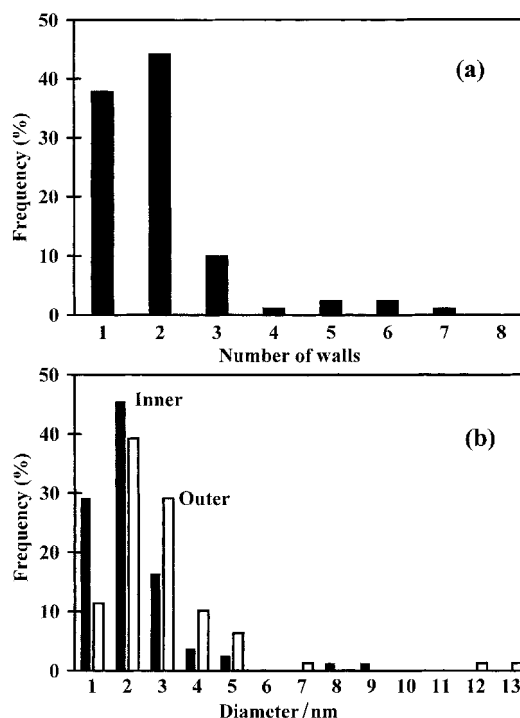 50
(a)
40
30
20
10
0
Frequency (%)
1 2 3 4 5 6 7 8
Number of walls
50
Inner
(b)
40
Outer
30
20
10
0
Frequency (%)
1 2 3 4 5 6 7 8 9 10 11 12 13
Diameter/nm